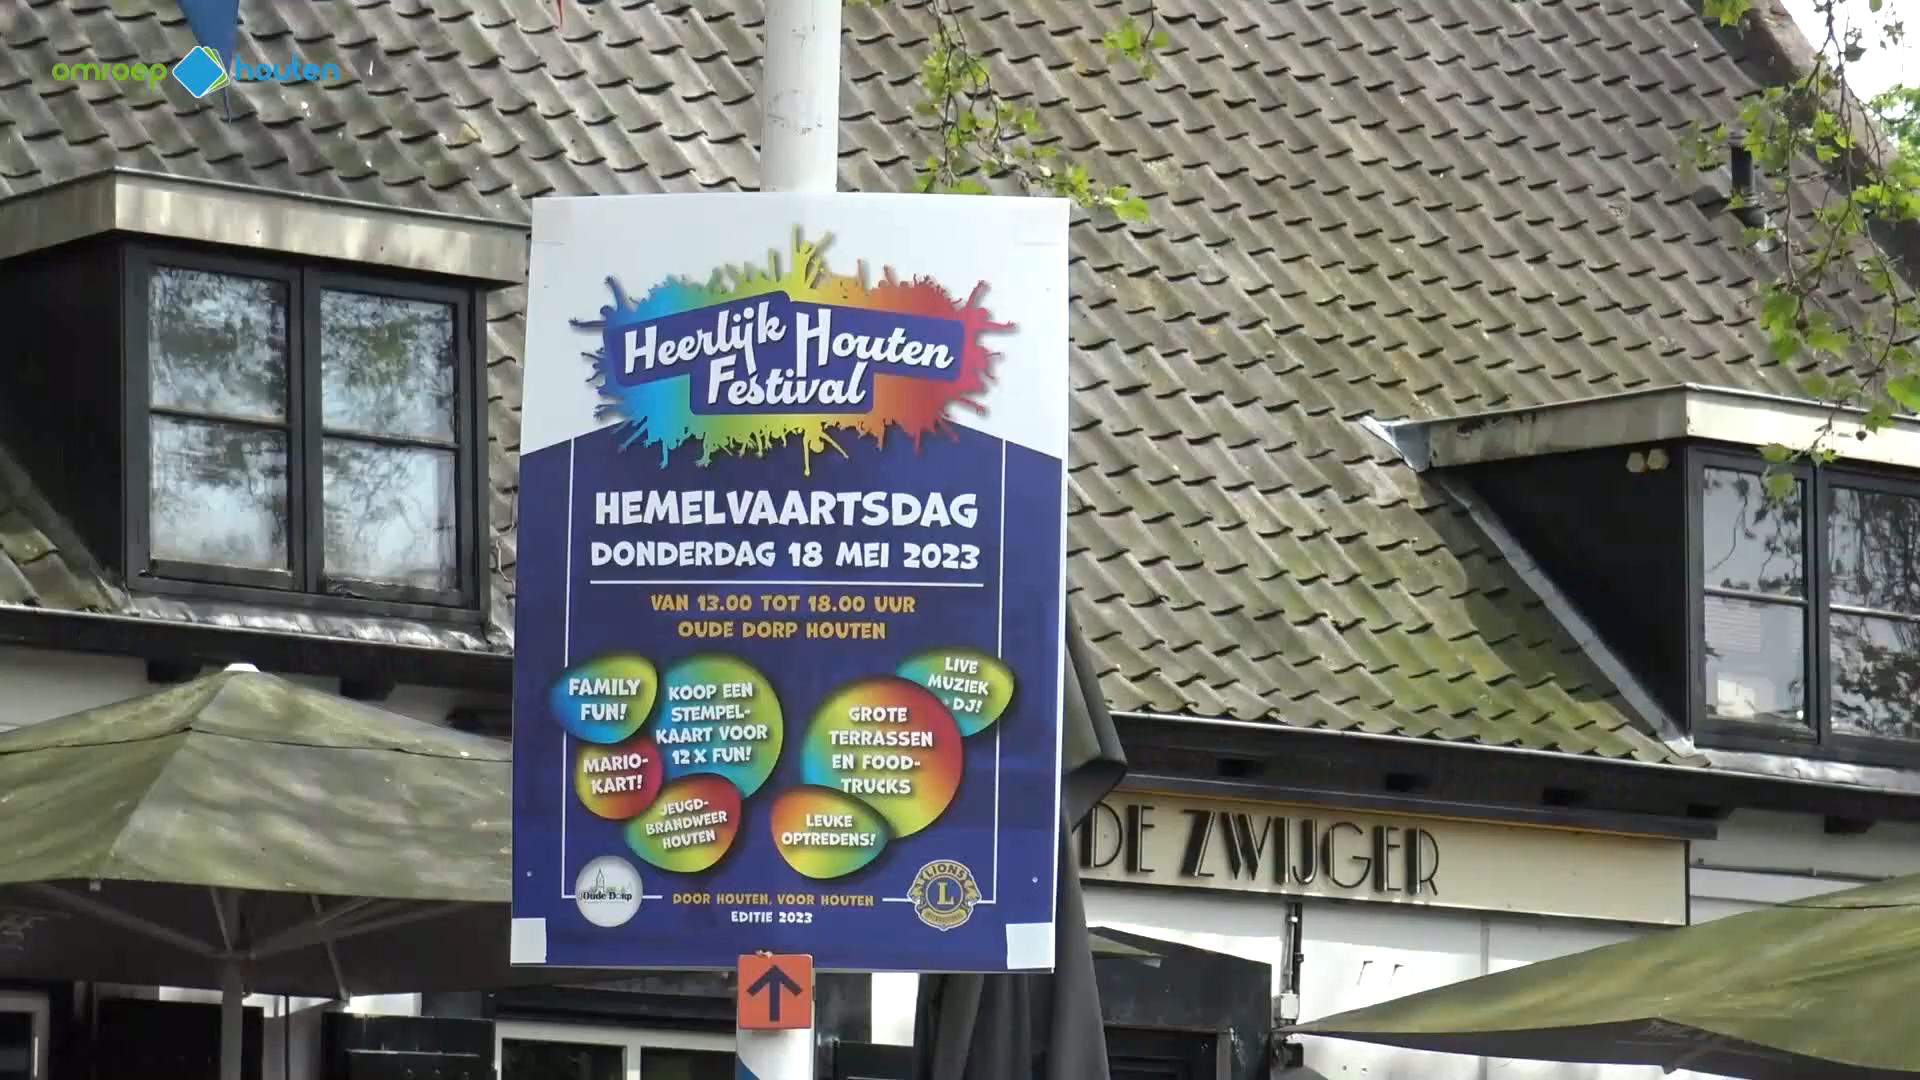 omroep houten
Heerlijk Houten
Festival
HEMELVAARTSDAG
DONDERDAG 18 MEI 2023
VAN 13.00 TOT 18.00 UUR
OUDE DORP HOUTEN
FAMILY
FUN!
KOOP EEN
STEMPEL-
KAART VOOR
12 X FUN!
MARIO-
KART!
JEUGD-
BRANDWEER
HOUTEN
LIVE
MUZIEK
+ DJ!
GROTE
TERRASSEN
EN FOOD-
TRUCKS
LEUKE
OPTREDENS!
Oude Dorp
DOOR HOUTEN, VOOR HOUTEN
EDITIE 2023
LIONS
L
INTERNATIONAL
DE ZWIJGER